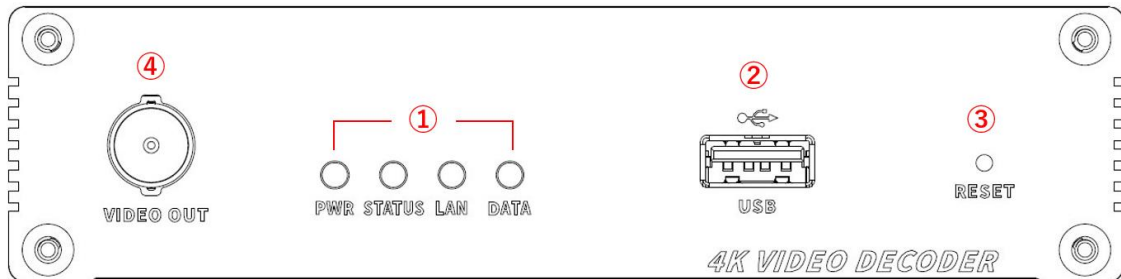 ④
①
②
③
VIDEO OUT
PWR STATUS LAN DATA
USB
RESET
4K VIDEO DECODER